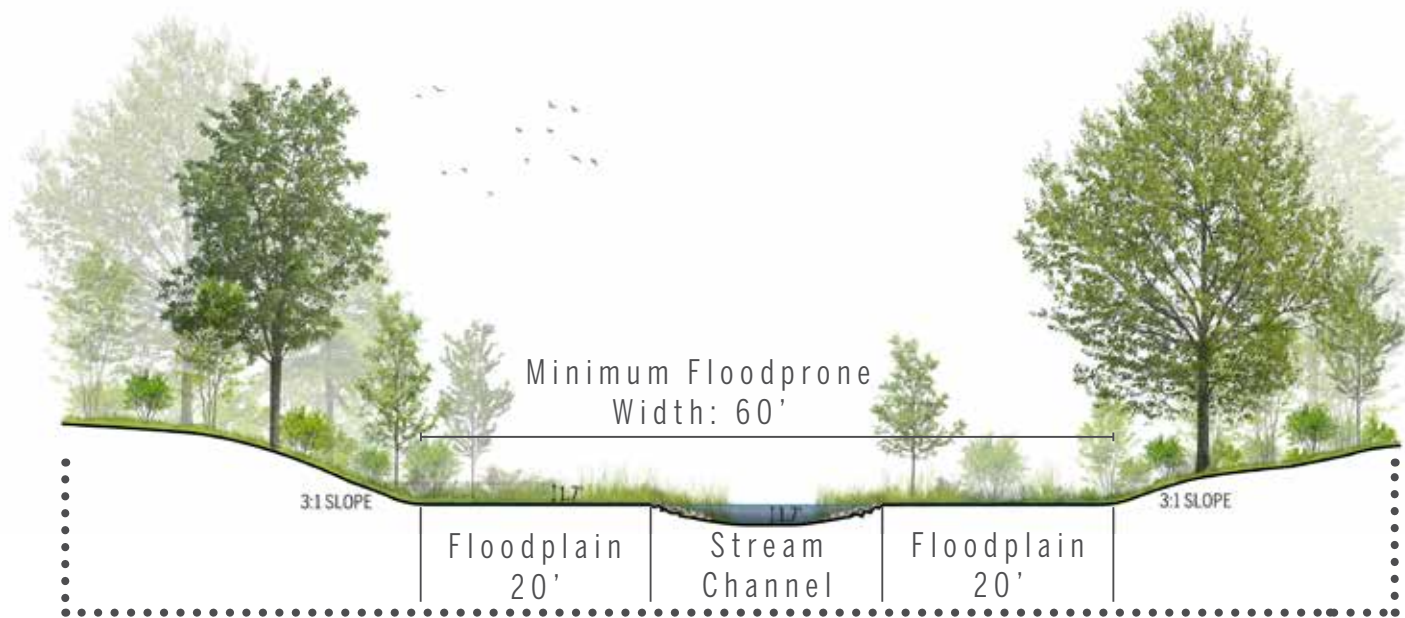 Minimum Floodprone
Width: 60’
3:1 SLOPE
1.7'
1.7'
3:1 SLOPE
Floodplain
20’
Stream
Channel
Floodplain
20’